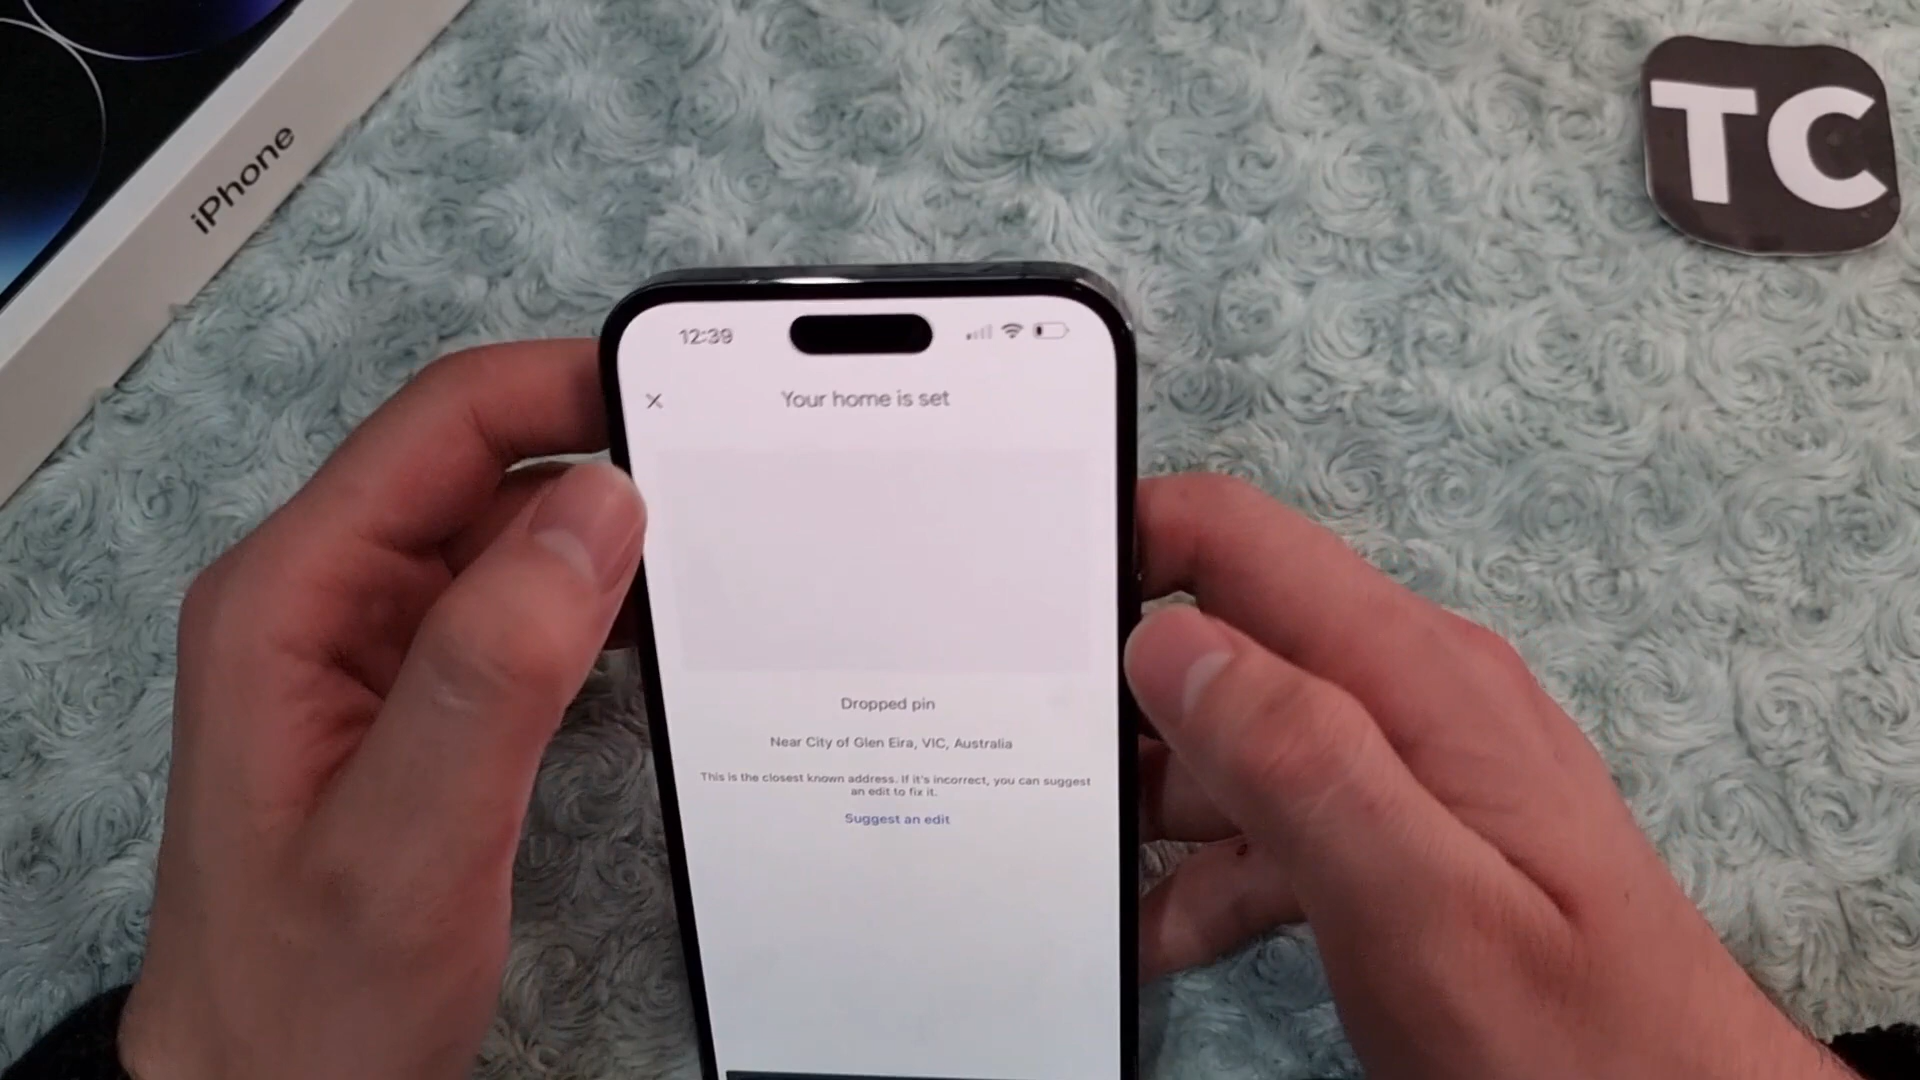 iPhone
TC
12:39
Your home is set
Dropped pin
Near City of Glen Eira, VIC, Australia
This is the closest known address. If it's incorrect, you can suggest
an edit to fix it.
Suggest an edit